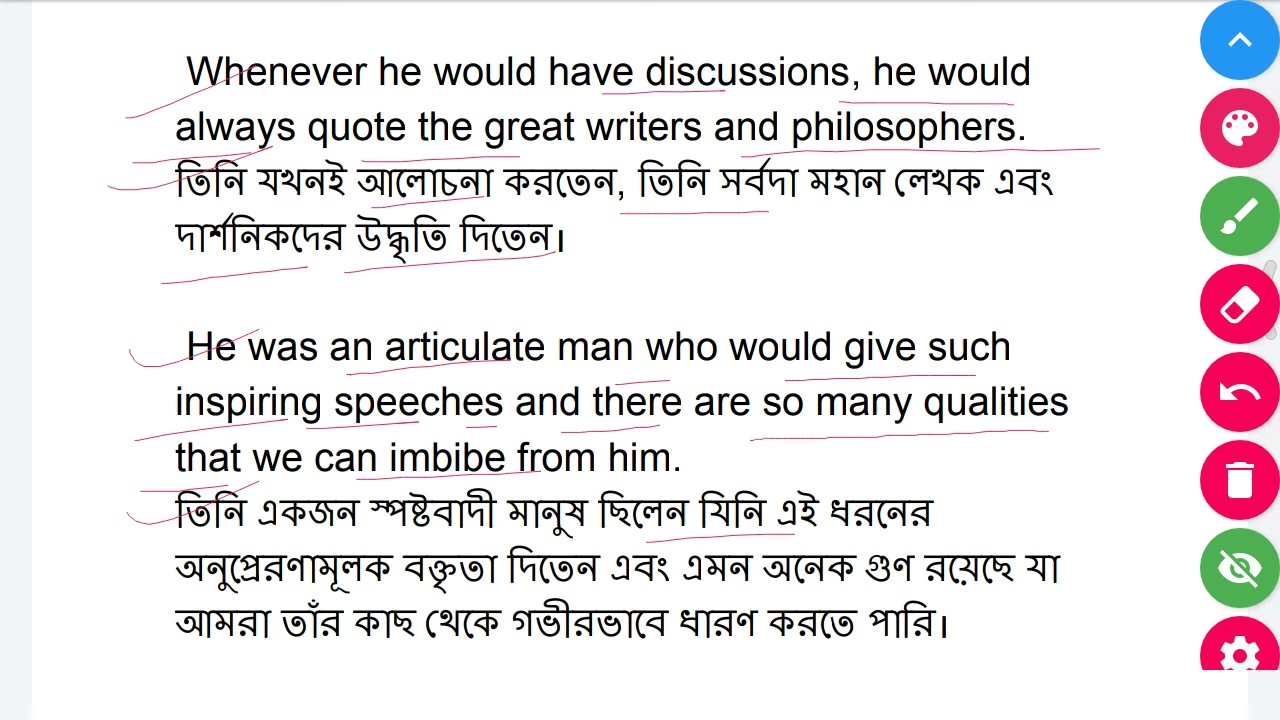 Whenever he would have discussions, he would
always quote the great writers and philosophers.
তিনি যখনই আলোচনা করতেন, তিনি সর্বদা মহান লেখক এবং
দার্শনিকদের উদ্ধৃতি দিতেন।
He was an articulate man who would give such
inspiring speeches and there are so many qualities
that we can imbibe from him.
তিনি একজন স্পষ্টবাদী মানুষ ছিলেন যিনি এই ধরনের
অনুপ্রেরণামূলক বক্তৃতা দিতেন এবং এমন অনেক গুণ রয়েছে যা
আমরা তাঁর কাছ থেকে গভীরভাবে ধারণ করতে পারি।